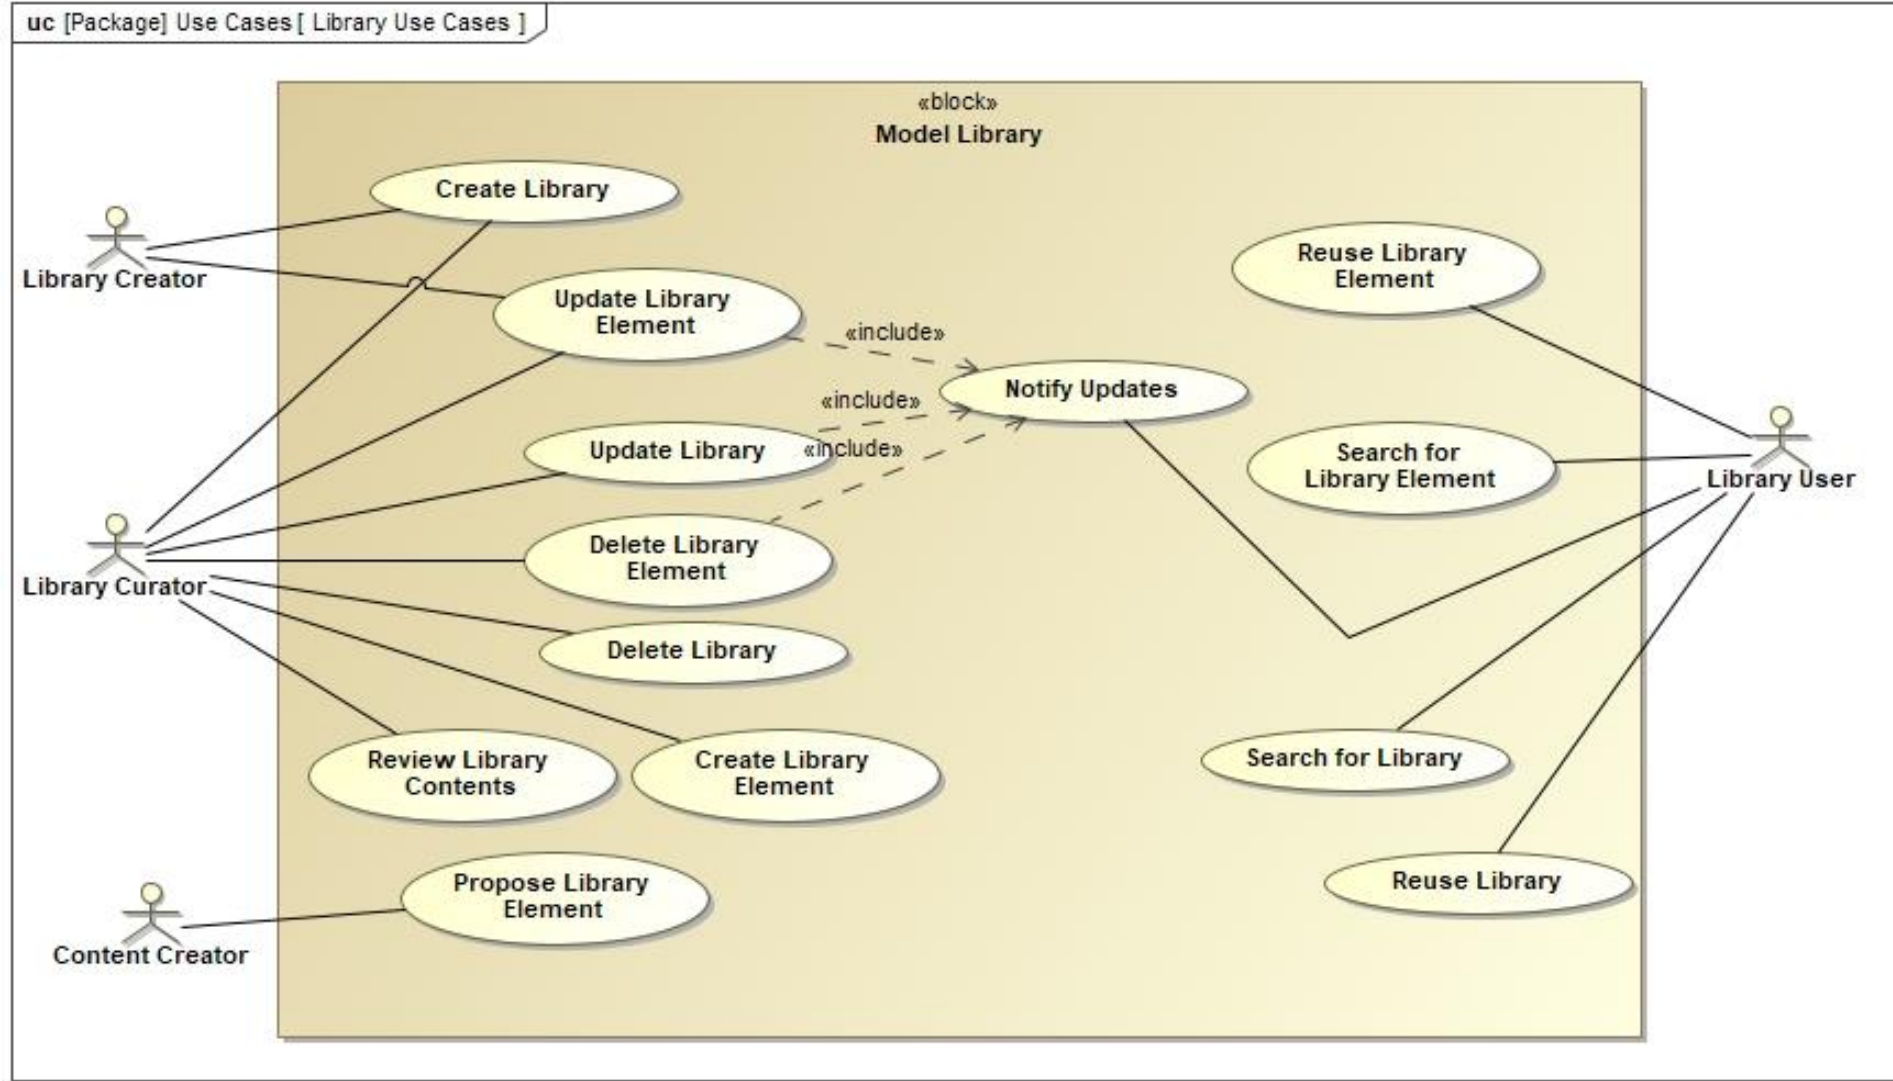 uc [Package] Use Cases [ Library Use Cases ]
«block»
Model Library
Create Library
Library Creator
Update Library
Element
Reuse Library
Element
«include»
Notify Updates
«include»
Update Library
«include»
Search for
Library Element
Library User
Library Curator
Delete Library
Element
Delete Library
Review Library
Contents
Create Library
Element
Search for Library
Propose Library
Element
Reuse Library
Content Creator